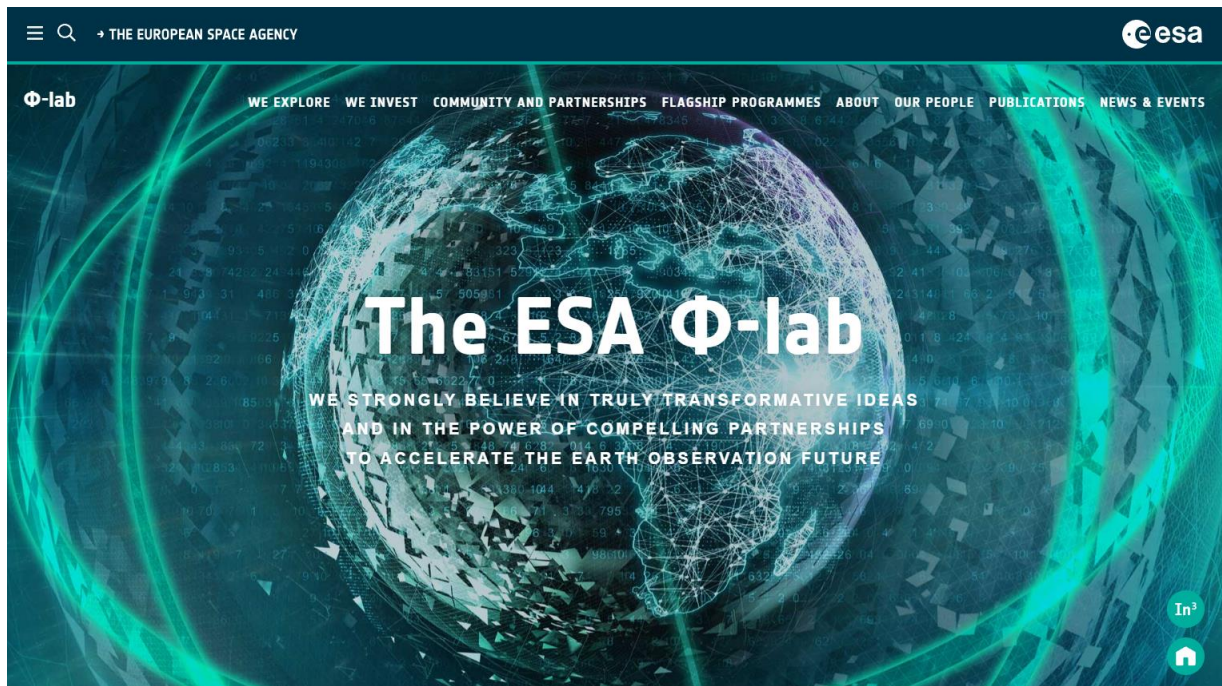 → THE EUROPEAN SPACE AGENCY
esa
Φ-lab
WE EXPLORE WE INVEST COMMUNITY AND PARTNERSHIPS FLAGSHIP PROGRAMMES ABOUT OUR PEOPLE PUBLICATIONS NEWS & EVENTS
The ESA Φ-lab
WE STRONGLY BELIEVE IN TRULY TRANSFORMATIVE IDEAS
AND IN THE POWER OF COMPELLING PARTNERSHIPS
TO ACCELERATE THE EARTH OBSERVATION FUTURE
In³